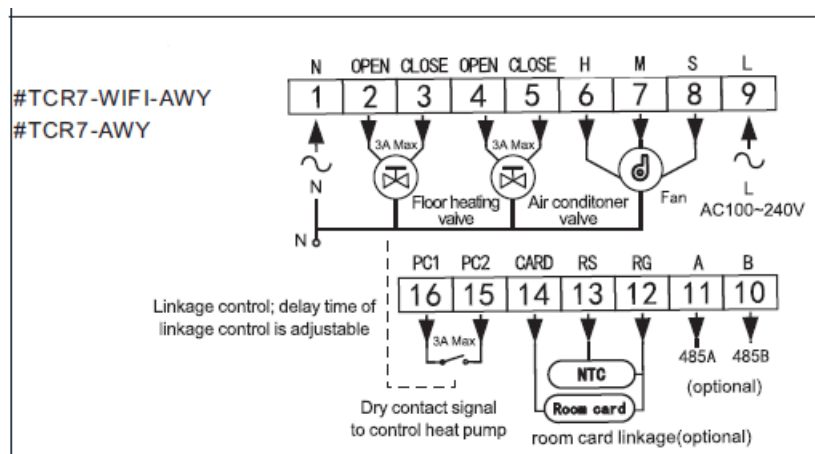 #TCR7-WIFI-AWY
#TCR7-AWY
N OPEN CLOSE OPEN CLOSE H M S L
1 2 3 4 5 6 7 8 9
3A Max 3A Max
N
Floor heating valve
Air conditoner valve
Fan
L
AC100~240V
N
PC1 PC2 CARD RS RG A B
16 15 14 13 12 11 10
Linkage control; delay time of
linkage control is adjustable
3A Max
485A 485B
(optional)
NTC
Room card
Dry contact signal
to control heat pump
room card linkage(optional)